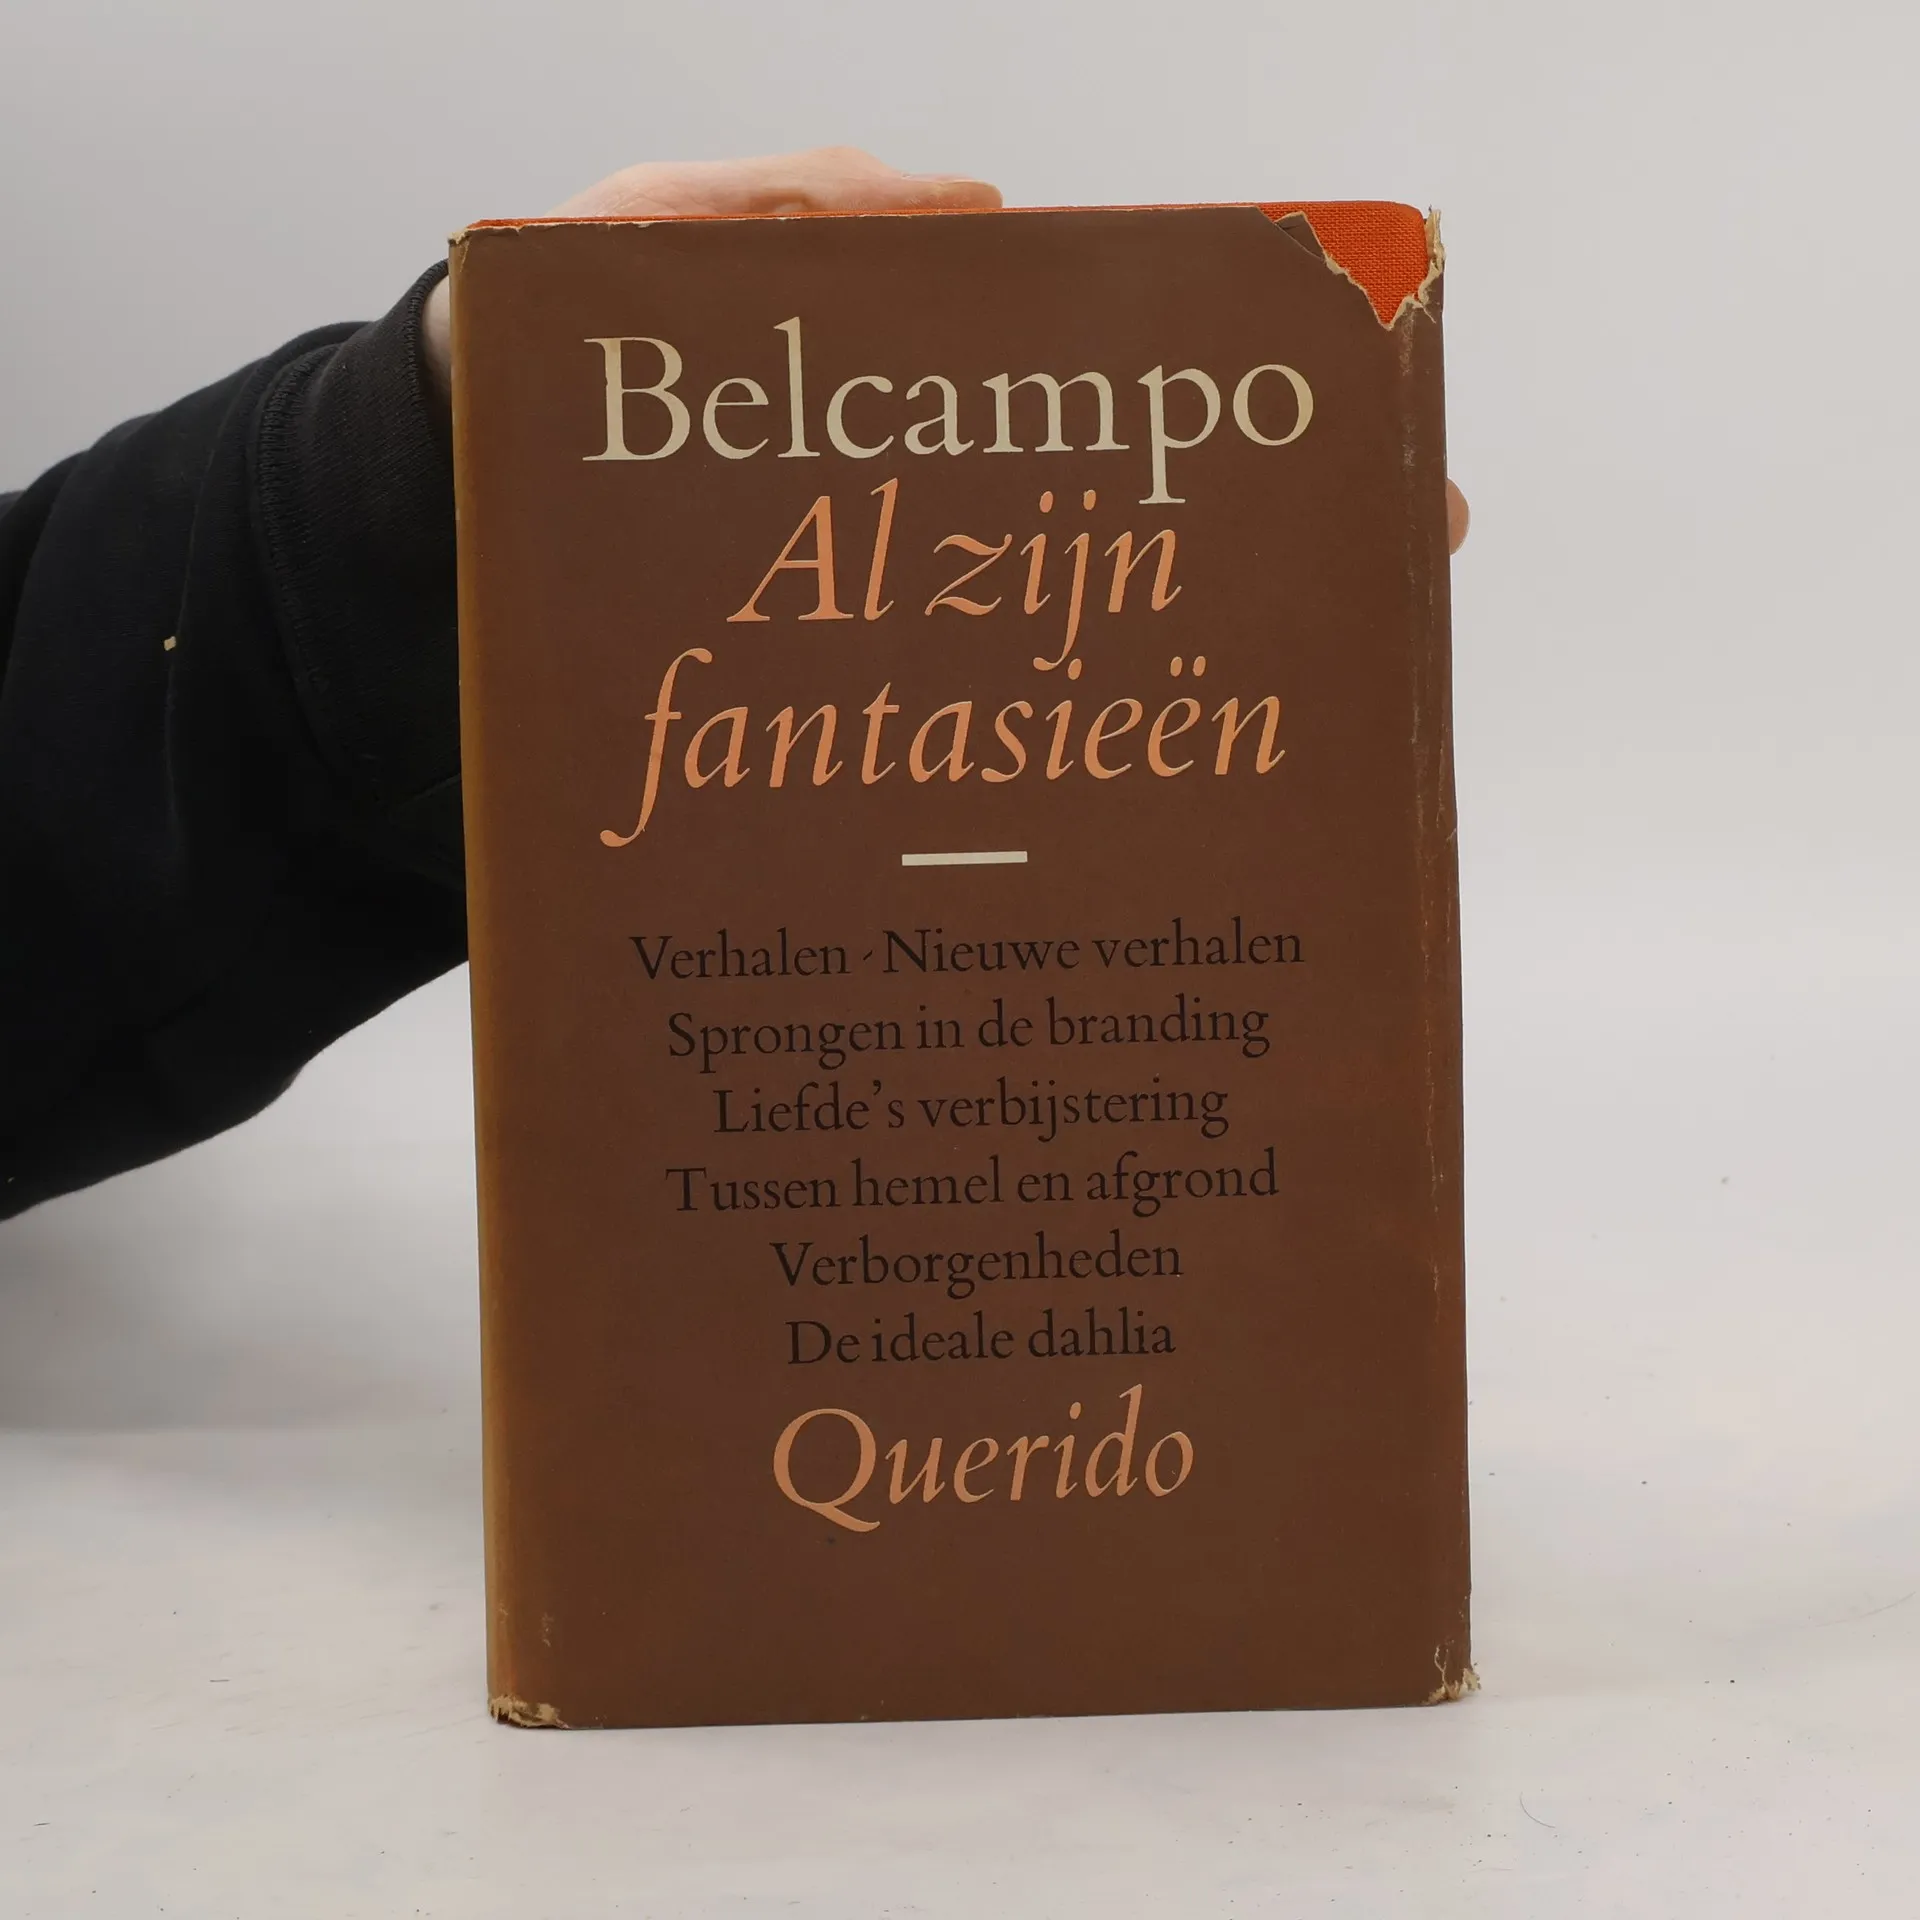 Belcampo
Al zijn
fantasieën
Verhalen - Nieuwe verhalen
Sprongen in de branding
Liefde's verbijstering
Tussen hemel en afgrond
Verborgenheden
De ideale dahlia
Querido